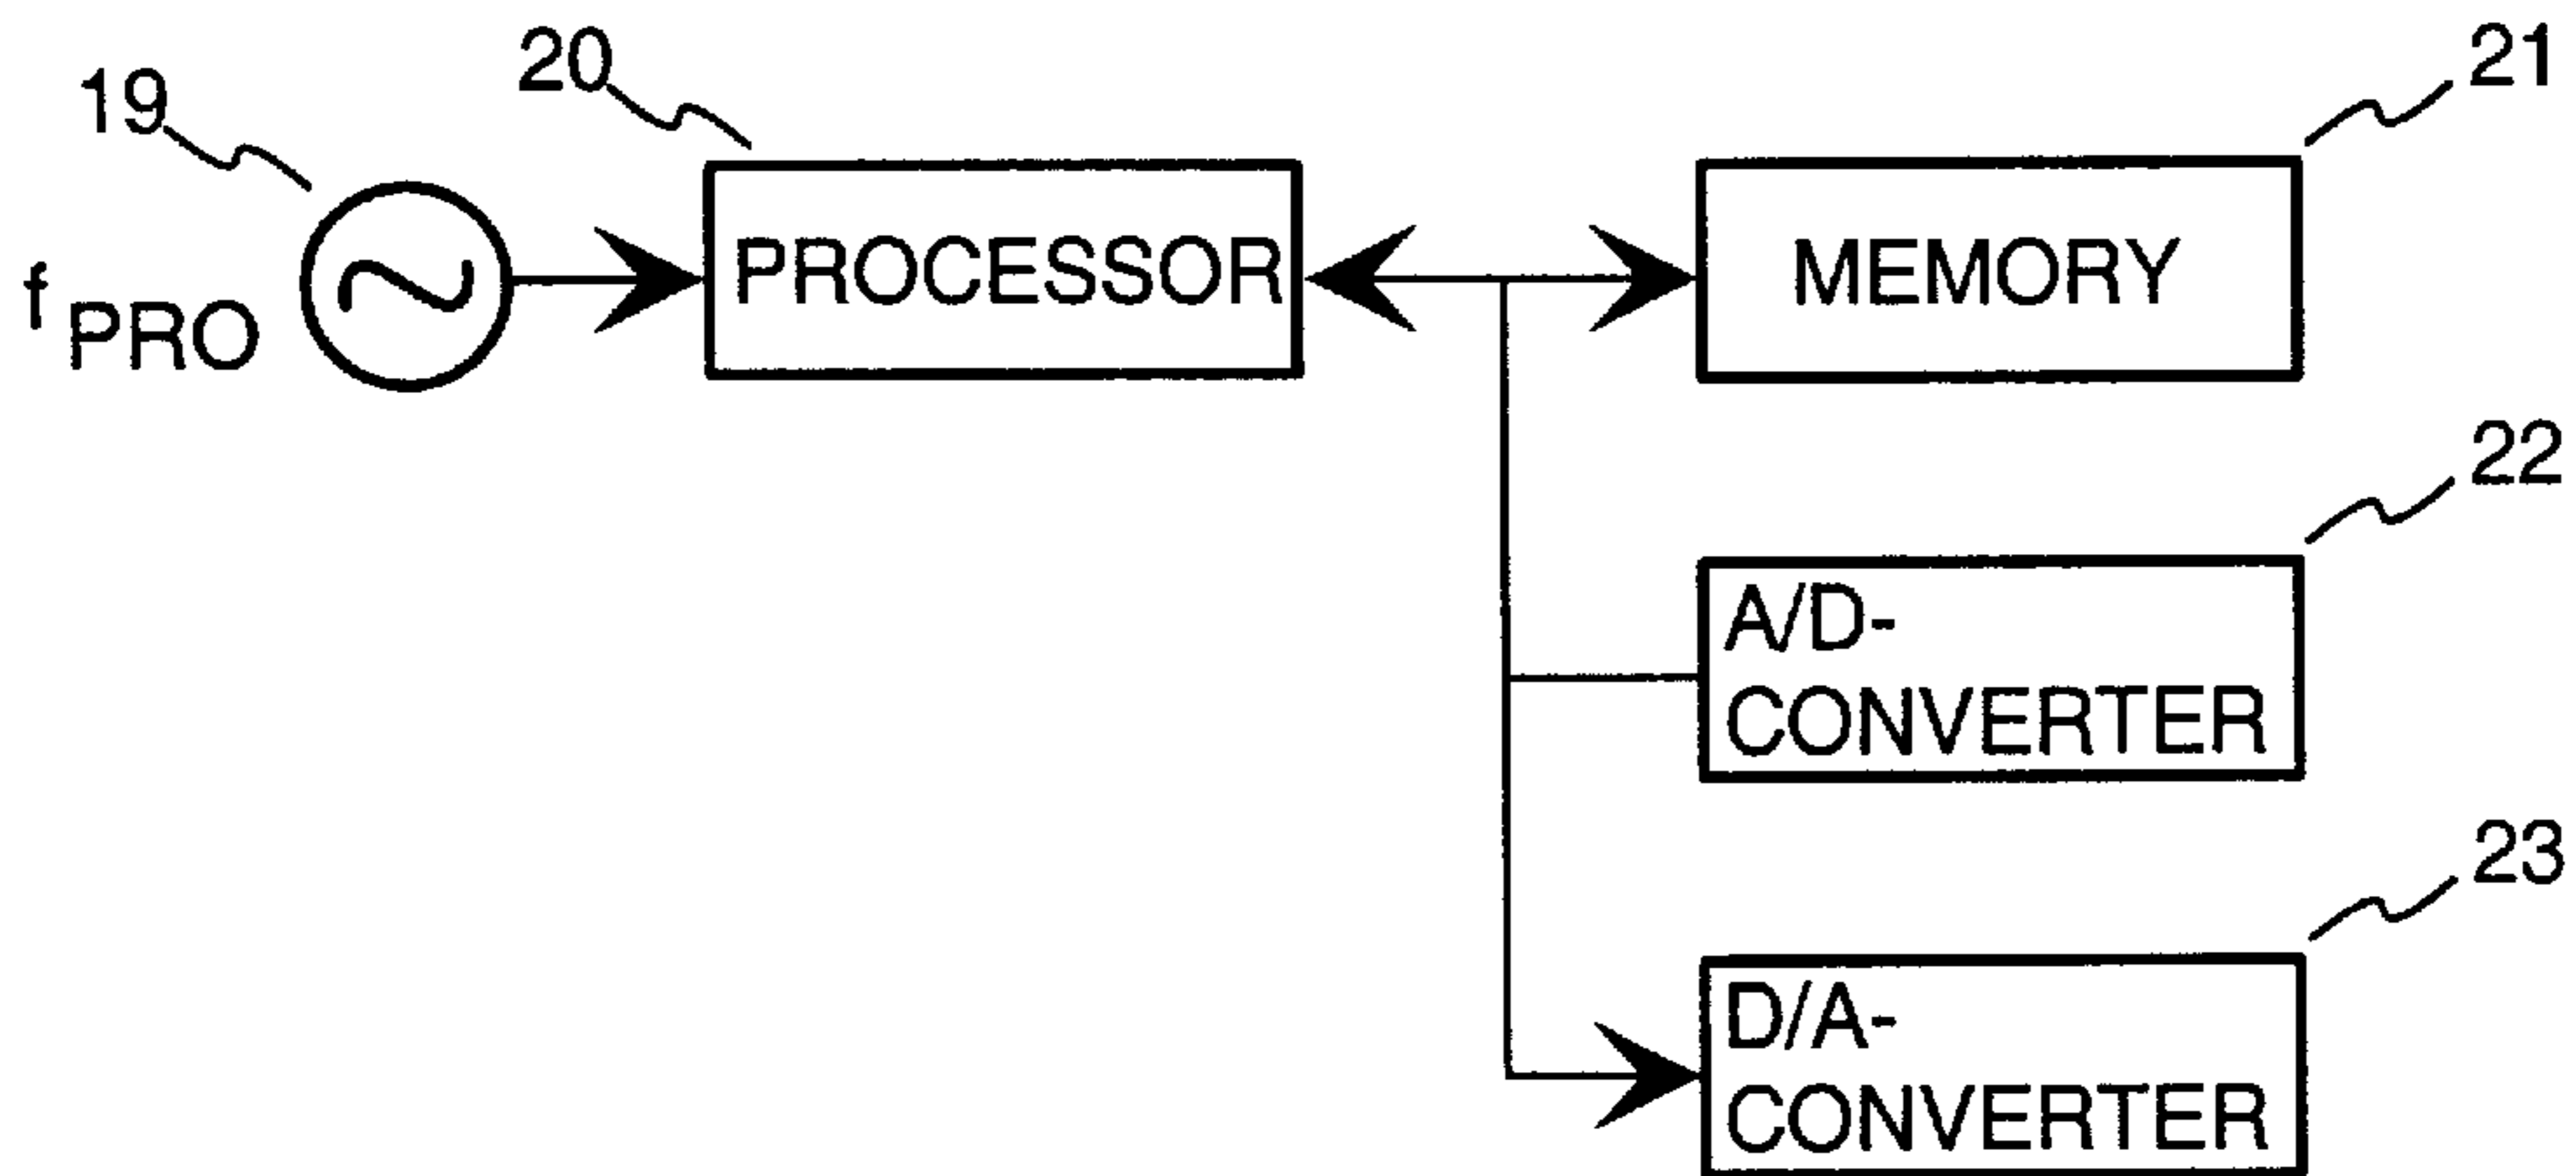 19
20
21
f PRO
PROCESSOR
MEMORY
22
A/D-
CONVERTER
23
D/A-
CONVERTER